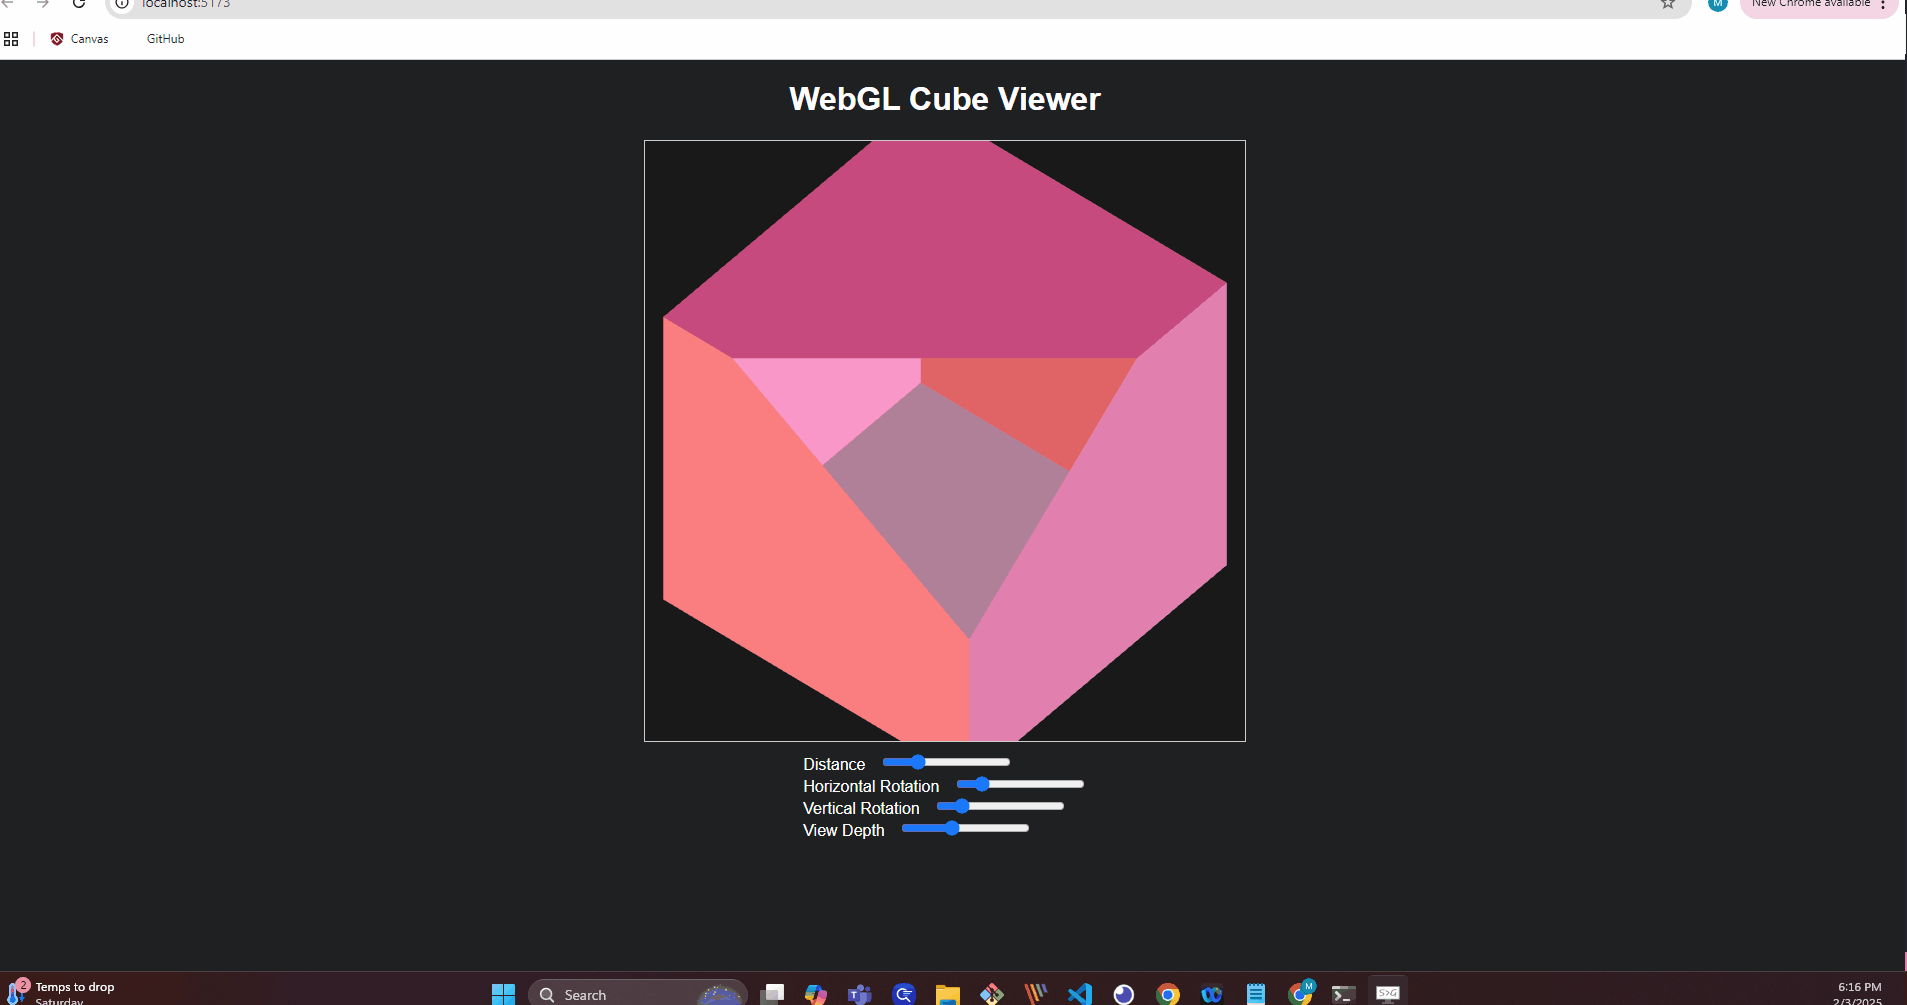 localhost:5173
M
New Chrome available
Canvas
GitHub
WebGL Cube Viewer
Distance
Horizontal Rotation
Vertical Rotation
View Depth
2
Temps to drop
Saturday
Search
M
6:16 PM
2/3/2025